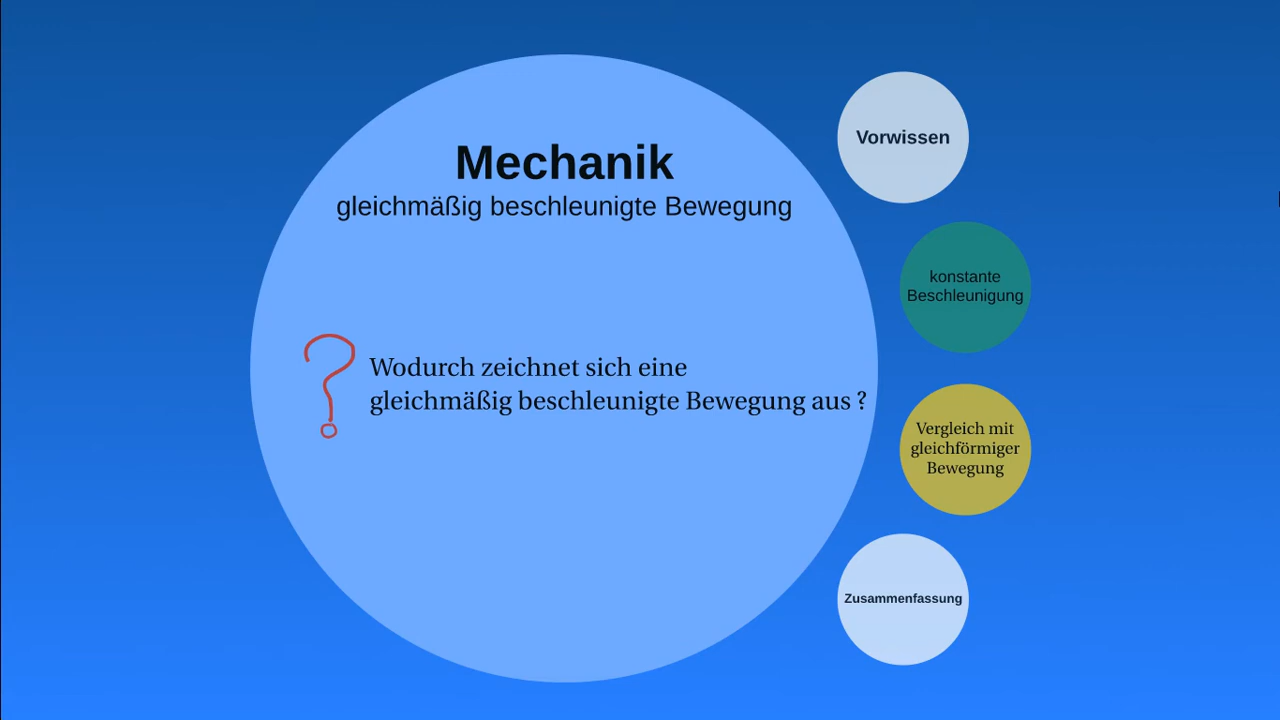 Mechanik
gleichmäßig beschleunigte Bewegung
Wodurch zeichnet sich eine
gleichmäßig beschleunigte Bewegung aus ?
Vorwissen
konstante
Beschleunigung
Vergleich mit
gleichförmiger
Bewegung
Zusammenfassung